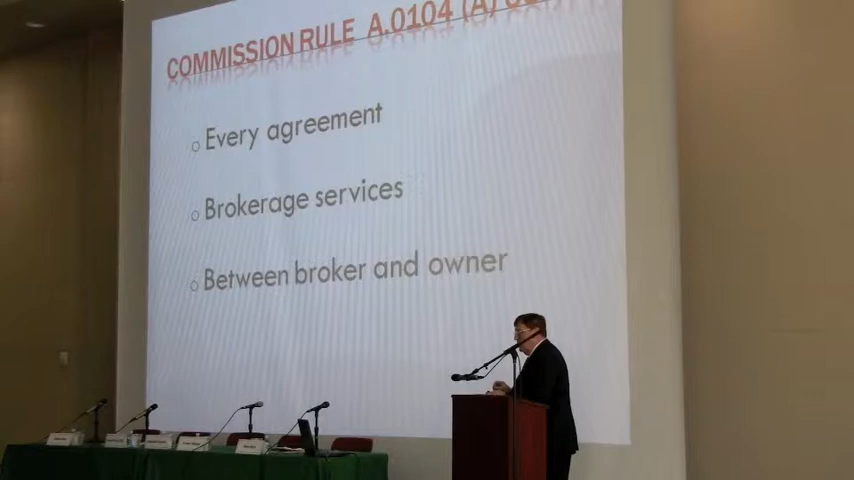 COMMISSION RULE A.0104 (A)
Every agreement
Brokerage services
Between broker and owner